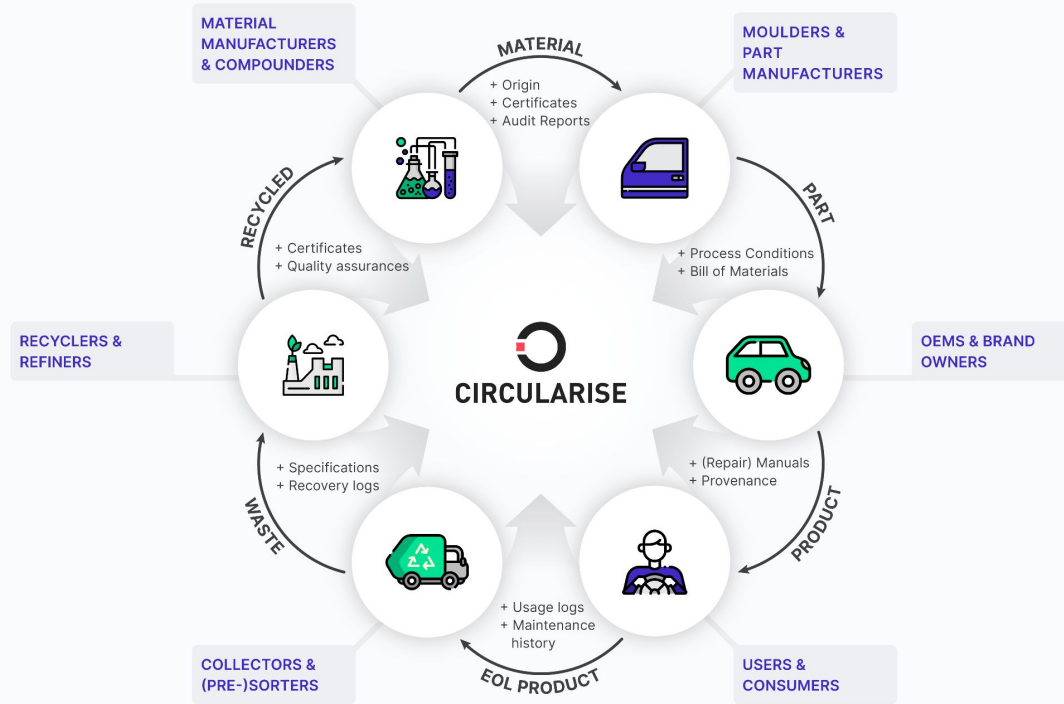 MATERIAL
MANUFACTURERS
& COMPOUNDERS
MATERIAL
+ Origin
+ Certificates
+ Audit Reports
MOULDERS &
PART
MANUFACTURERS
PART
+ Process Conditions
+ Bill of Materials
OEMS & BRAND
OWNERS
PRODUCT
+ (Repair) Manuals
+ Provenance
USERS &
CONSUMERS
EOL PRODUCT
+ Usage logs
+ Maintenance
history
COLLECTORS &
(PRE-)SORTERS
WASTE
+ Specifications
+ Recovery logs
RECYCLERS &
REFINERS
RECYCLED
+ Certificates
+ Quality assurances
CIRCULARISE